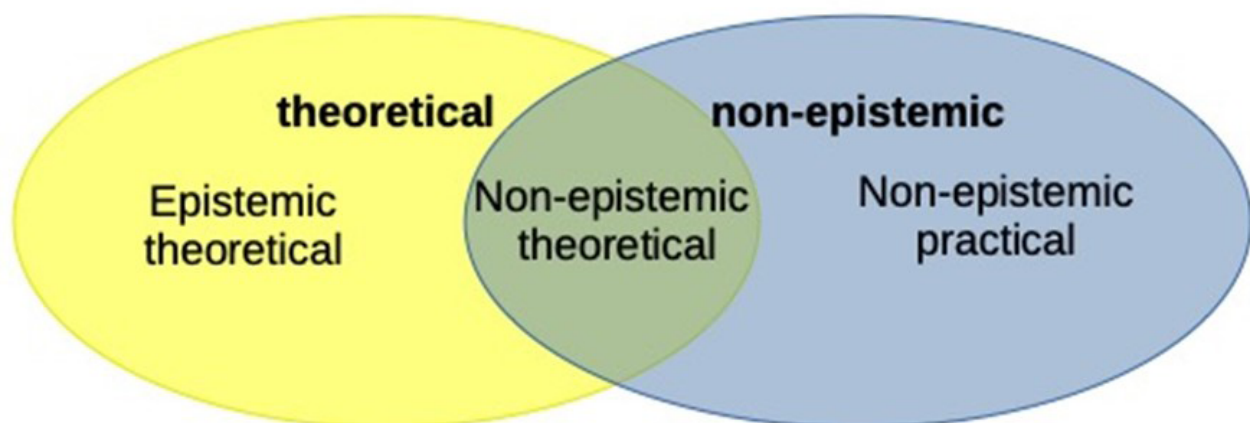 theoretical
non-epistemic
Epistemic
theoretical
Non-epistemic
theoretical
Non-epistemic
practical